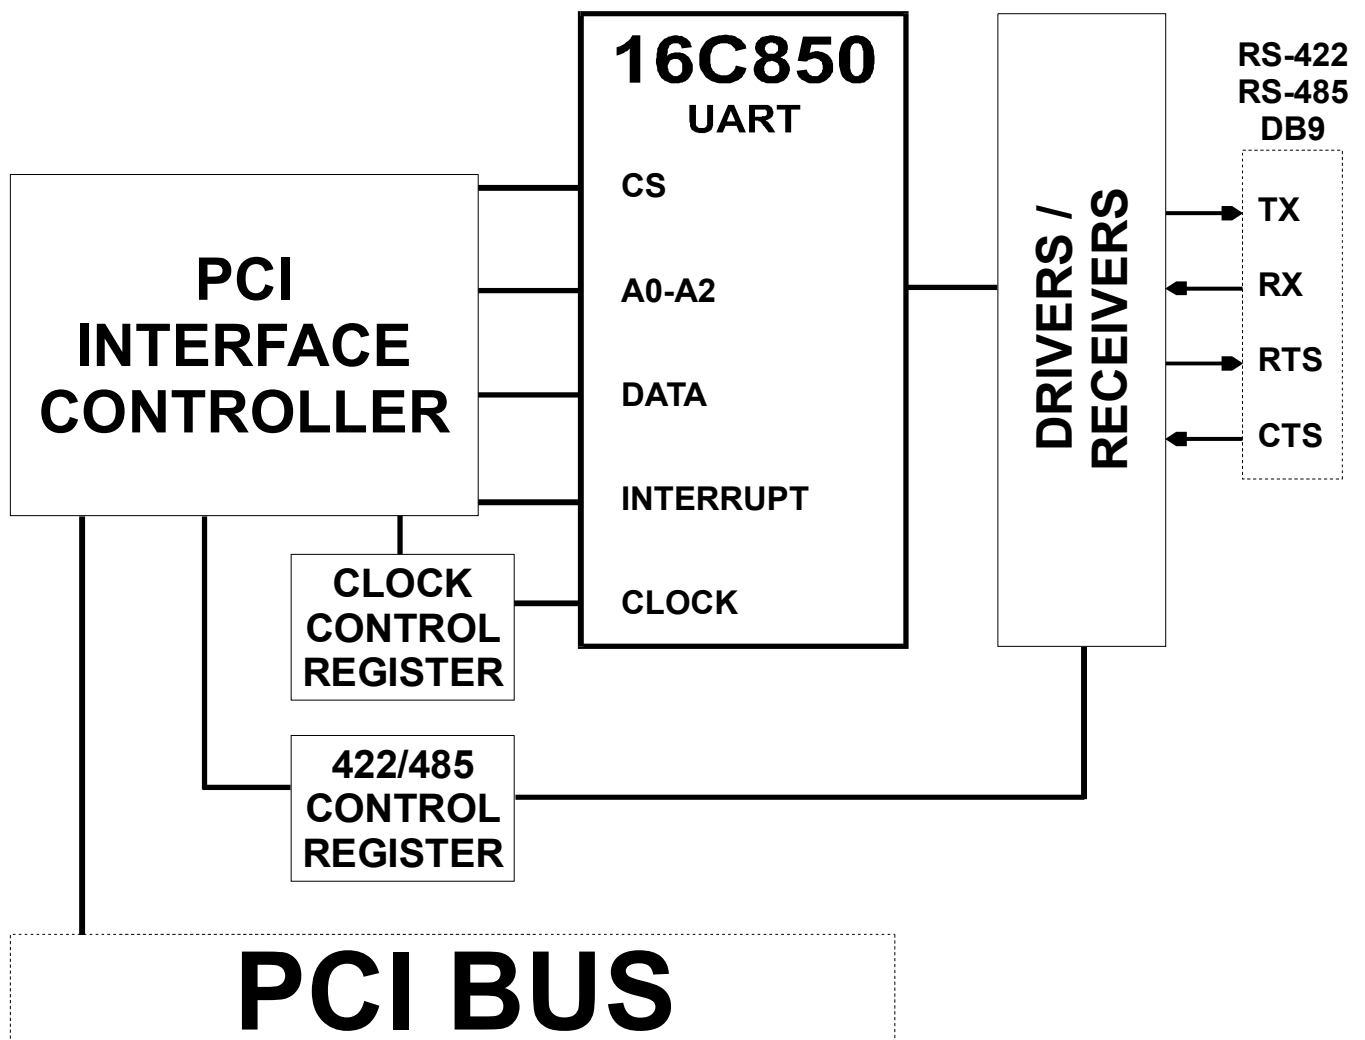 16C850
UART
CS
A0-A2
DATA
INTERRUPT
CLOCK
PCI
INTERFACE
CONTROLLER
CLOCK
CONTROL
REGISTER
422/485
CONTROL
REGISTER
DRIVERS /
RECEIVERS
RS-422
RS-485
DB9
TX
RX
RTS
CTS
PCI BUS